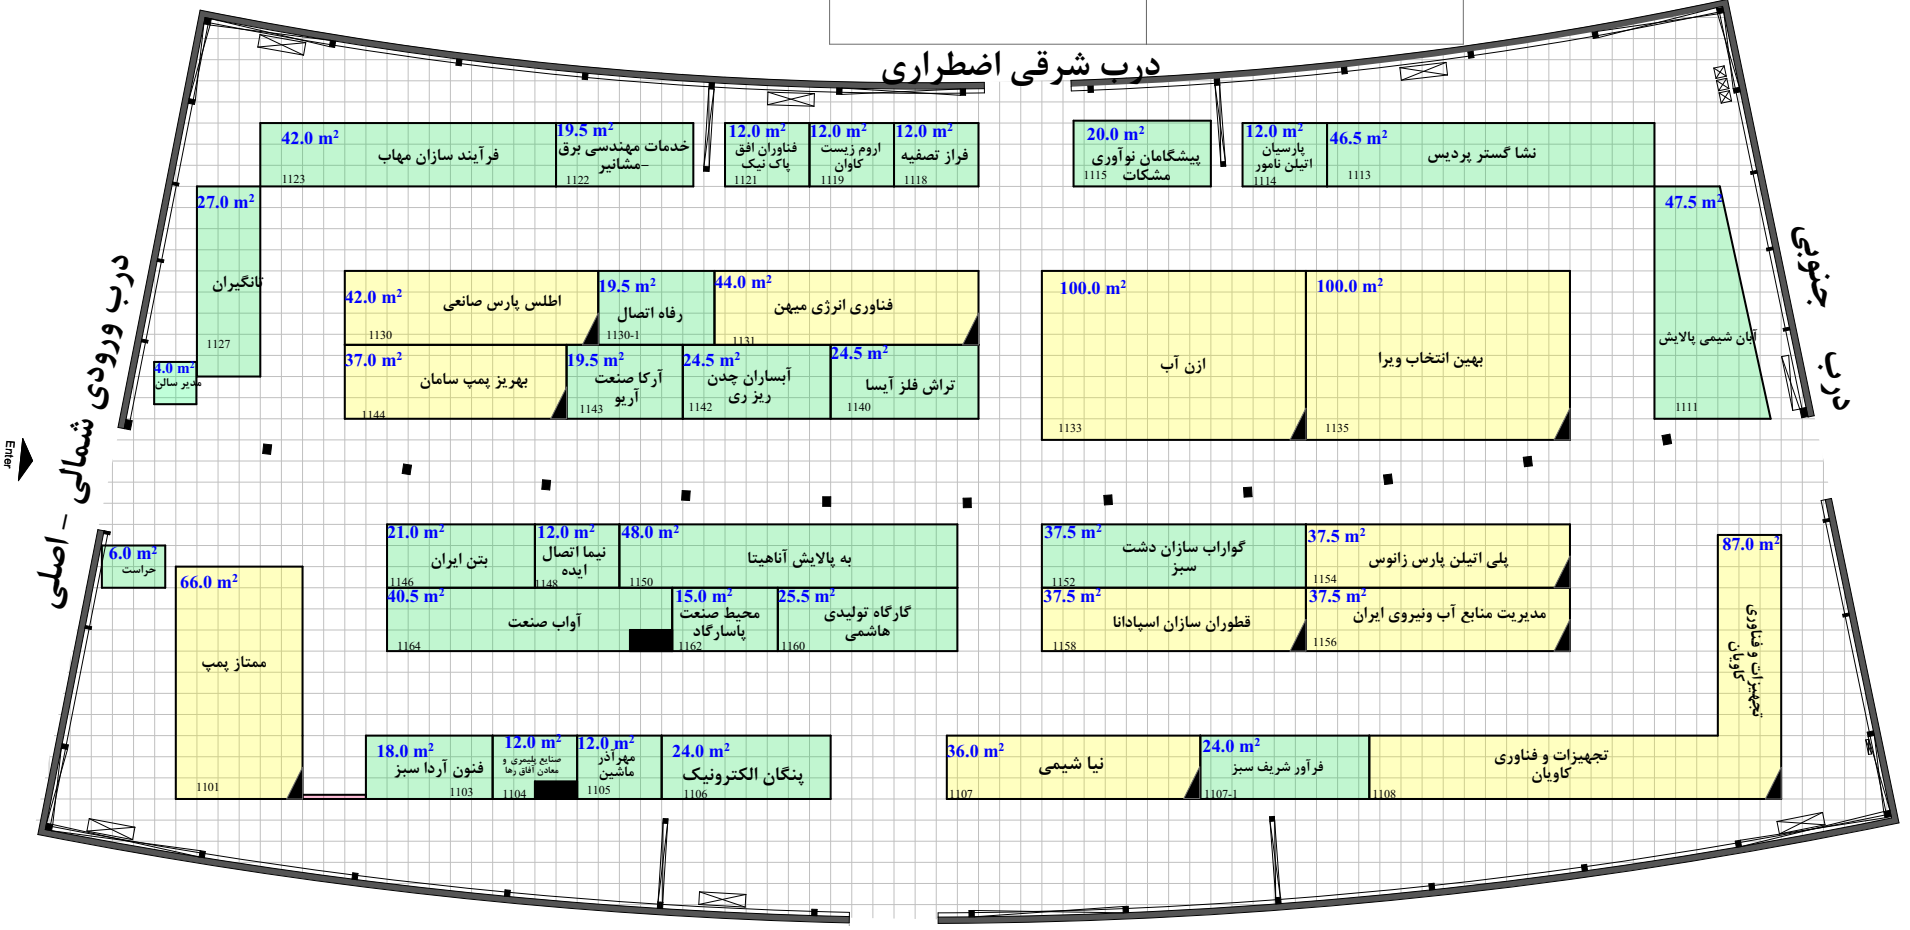 درب شرقی اضطراری
42.0 m²
فرآیند سازان مهاب
1123
19.5 m²
خدمات مهندسی برق
–مشانیر
1122
12.0 m²
فناوران افق
پاک نیک
1121
12.0 m²
اروم زیست
کاوان
1119
12.0 m²
فراز تصفیه
1118
20.0 m²
پیشگامان نوآوری
مشکات
1115
12.0 m²
پارسیان
اتیلن نامور
1114
46.5 m²
نشا گستر پردیس
1113
27.0 m²
تانگیران
1127
47.5 m²
آبان شیمی پالایش
1111
درب جنوبی
درب ورودی شمالی – اصلی
Enter
4.0 m²
مدیر سالن
42.0 m²
اطلس پارس صانعی
1130
19.5 m²
رفاه اتصال
1130-1
44.0 m²
فناوری انرژی میهن
1131
37.0 m²
بهریز پمپ سامان
1144
19.5 m²
آرکا صنعت
آریو
1143
24.5 m²
آبساران چدن
ریز ری
1142
24.5 m²
تراش فلز آیسا
1140
100.0 m²
ازن آب
1133
100.0 m²
بهین انتخاب ویرا
1135
6.0 m²
حراست
66.0 m²
ممتاز پمپ
1101
21.0 m²
بتن ایران
1146
12.0 m²
نیما اتصال
ایده
1148
48.0 m²
به پالایش آناهیتا
1150
40.5 m²
آواب صنعت
1164
15.0 m²
محیط صنعت
پاسارگاد
1162
25.5 m²
گارگاه تولیدی
هاشمی
1160
37.5 m²
گواراب سازان دشت
سبز
1152
37.5 m²
پلی اتیلن پارس زانوس
1154
37.5 m²
قطوران سازان اسپادانا
1158
37.5 m²
مدیریت منابع آب ونیروی ایران
1156
87.0 m²
تجهیزات و فناوری
کاویان
18.0 m²
فنون آردا سبز
1103
12.0 m²
صنایع پلیمری و
معادن آفاق رها
1104
12.0 m²
مهرآذر
ماشین
1105
24.0 m²
پنگان الکترونیک
1106
36.0 m²
نیا شیمی
1107
24.0 m²
فرآور شریف سبز
1107-1
تجهیزات و فناوری
کاویان
1108